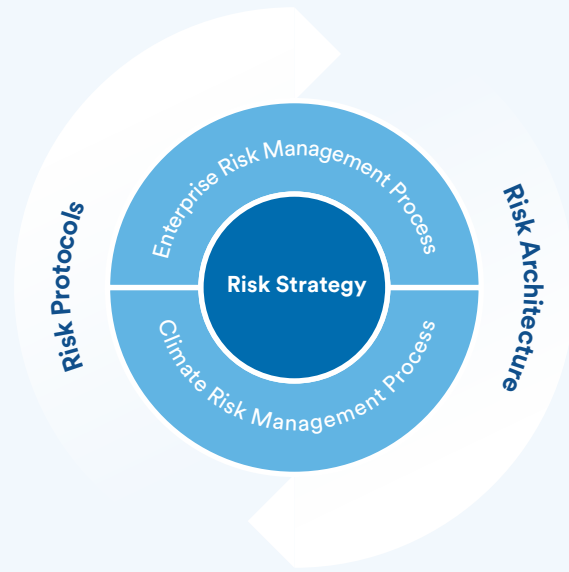 Enterprise Risk Management Process
Risk Protocols
Risk Strategy
Risk Architecture
Climate Risk Management Process